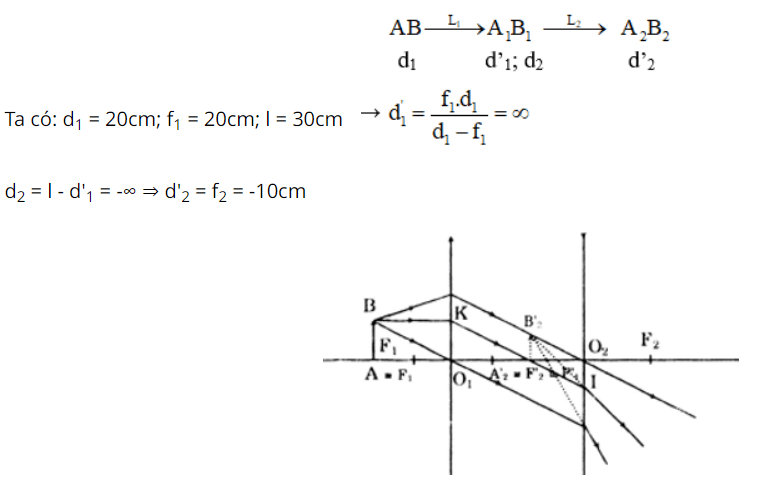 AB —L₁→ A₁B₁ —L₂→ A₂B₂
d₁ d'₁; d₂ d'₂
Ta có: d₁ = 20cm; f₁ = 20cm; l = 30cm → d'₁ = f₁.d₁ / (d₁ – f₁) = ∞
d₂ = l - d'₁ = -∞ ⇒ d'₂ = f₂ = -10cm
B
K
B'₂
F₁
O₂
F₂
A ≡ F₁
O₁
A'₂ ≡ F'₂
I